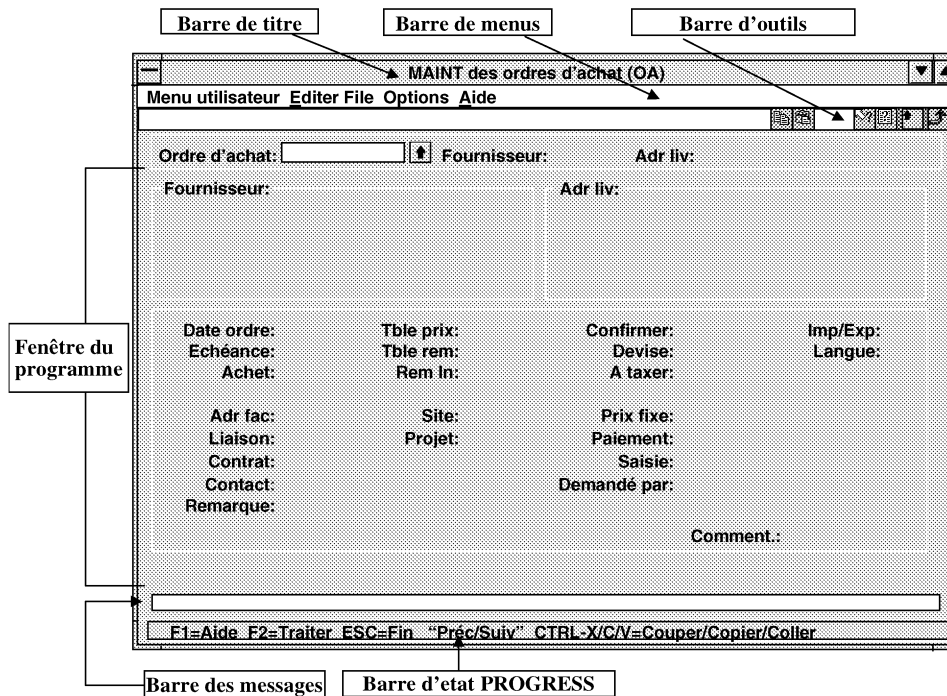 Barre de titre Barre de menus Barre d'outils
MAINT des ordres d'achat (OA)
Menu utilisateur Editer File Options Aide
Ordre d'achat: Fournisseur: Adr liv:
Fournisseur: Adr liv:
Date ordre: Tble prix: Confirmer: Imp/Exp:
Fenêtre du programme
Echéance: Tble rem: Devise: Langue:
Achet: Rem ln: A taxer:
Adr fac: Site: Prix fixe:
Liaison: Projet: Paiement:
Contrat: Saisie:
Contact: Demandé par:
Remarque:
Comment.:
F1=Aide F2=Traiter ESC=Fin “Préc/Suiv” CTRL-X/C/V=Couper/Copier/Coller
Barre des messages Barre d'etat PROGRESS